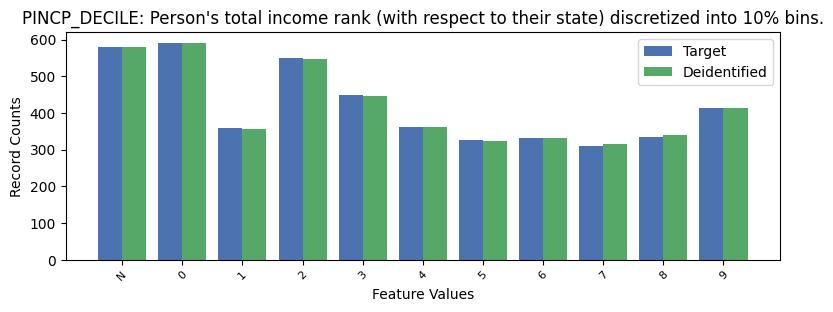 PINCP_DECILE: Person's total income rank (with respect to their state) discretized into 10% bins.
Target
Deidentified
Record Counts
600
500
400
300
200
100
0
N 0 1 2 3 4 5 6 7 8 9
Feature Values